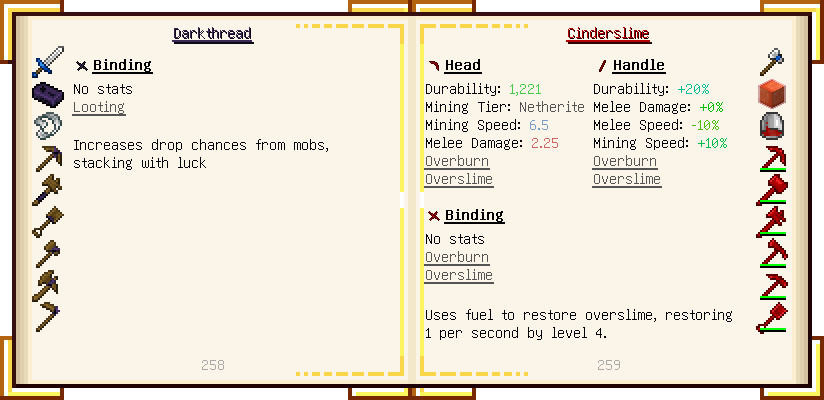 Darkthread
Binding
No stats
Looting
Increases drop chances from mobs,
stacking with luck
258
Cinderslime
Head
Durability: 1,221
Mining Tier: Netherite
Mining Speed: 6.5
Melee Damage: 2.25
Overburn
Overslime
Handle
Durability: +20%
Melee Damage: +0%
Melee Speed: -10%
Mining Speed: +10%
Overburn
Overslime
Binding
No stats
Overburn
Overslime
Uses fuel to restore overslime, restoring
1 per second by level 4.
259